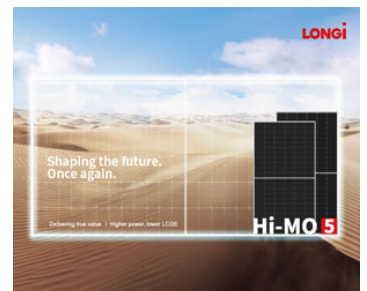 LONGi
Shaping the future.
Once again.
Delivering true value | Higher power, lower LCOE
Hi-MO 5